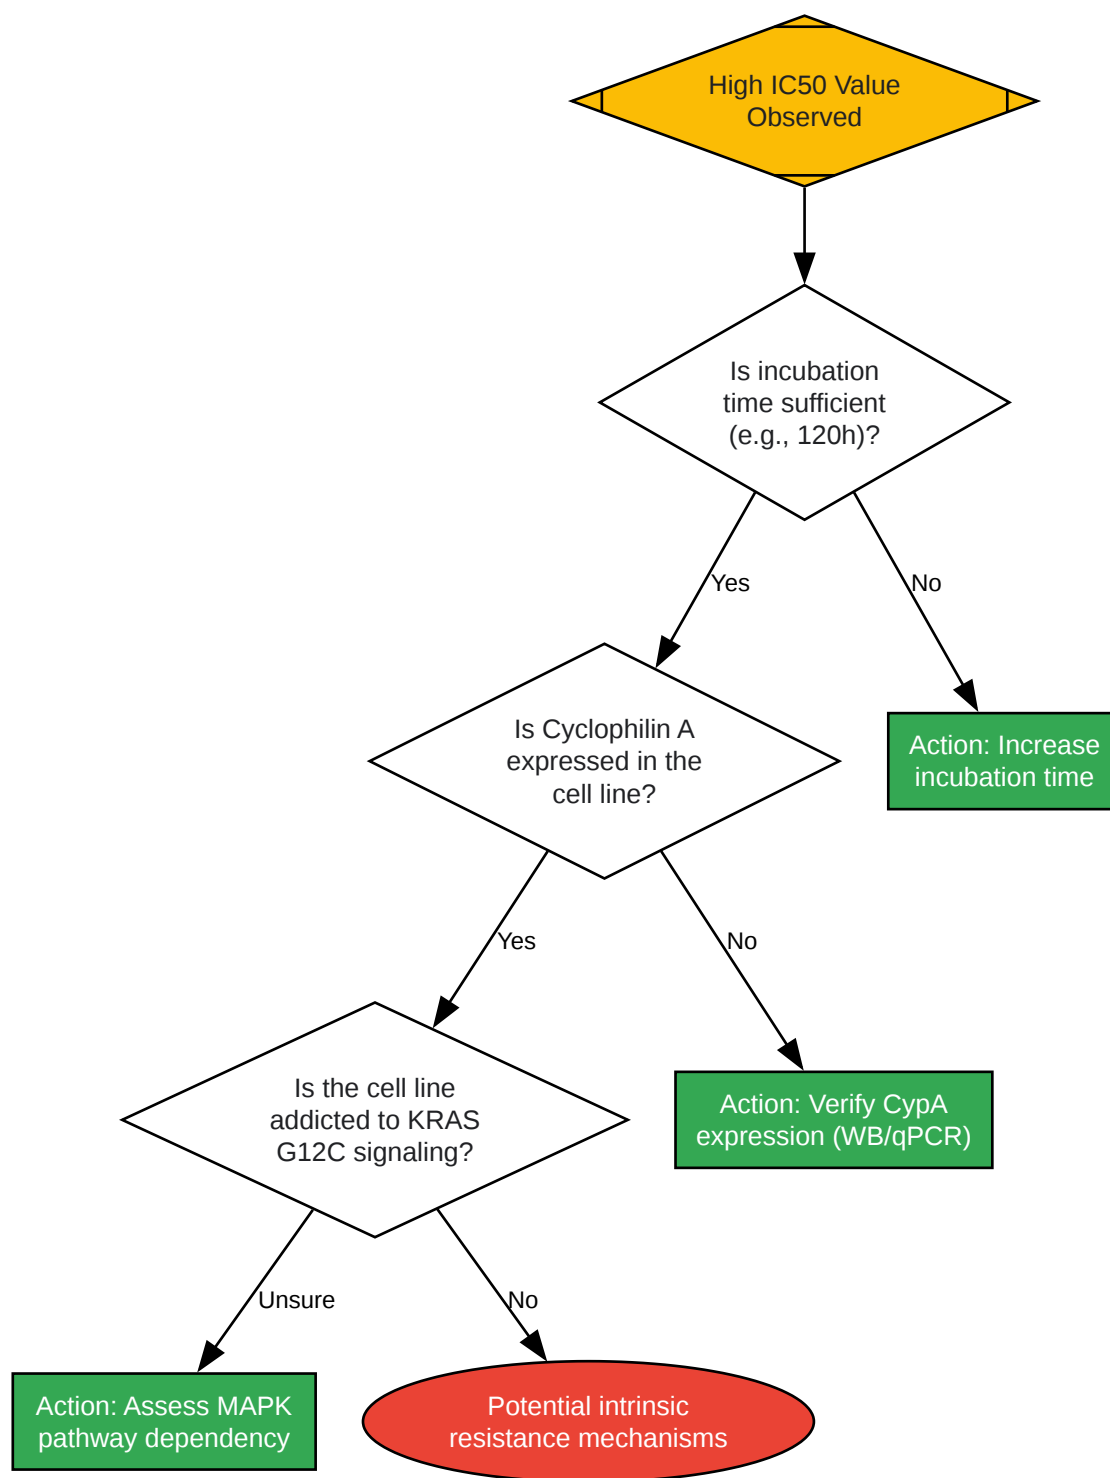 High IC50 Value
Observed
Is incubation
time sufficient
(e.g., 120h)?
Yes
No
Is Cyclophilin A
expressed in the
cell line?
Action: Increase
incubation time
Yes
No
Is the cell line
addicted to KRAS
G12C signaling?
Action: Verify CypA
expression (WB/qPCR)
Unsure
No
Action: Assess MAPK
pathway dependency
Potential intrinsic
resistance mechanisms